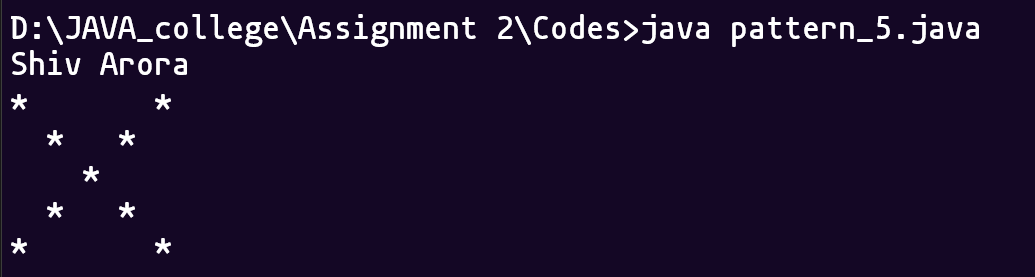 D:\JAVA_college\Assignment 2\Codes>java pattern_5.java
Shiv Arora
*       *
  *   *
    *
  *   *
*       *